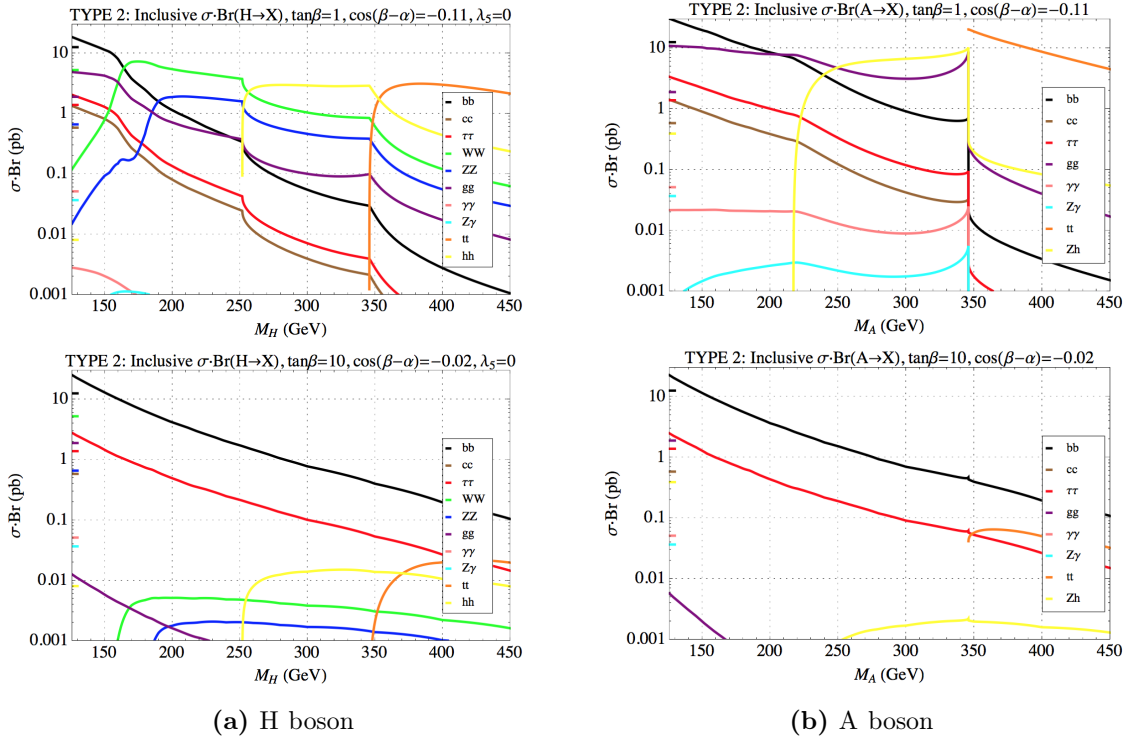 TYPE 2: Inclusive σ·Br(H→X), tanβ=1, cos(β−α)=−0.11, λ₅=0
σ·Br (pb)
10
1
0.1
0.01
0.001
bb
cc
ττ
WW
ZZ
gg
γγ
Zγ
tt
hh
150 200 250 300 350 400 450
M_H (GeV)
TYPE 2: Inclusive σ·Br(A→X), tanβ=1, cos(β−α)=−0.11
σ·Br (pb)
10
1
0.1
0.01
0.001
bb
cc
ττ
gg
γγ
Zγ
tt
Zh
150 200 250 300 350 400 450
M_A (GeV)
TYPE 2: Inclusive σ·Br(H→X), tanβ=10, cos(β−α)=−0.02, λ₅=0
σ·Br (pb)
10
1
0.1
0.01
0.001
bb
cc
ττ
WW
ZZ
gg
γγ
Zγ
tt
hh
150 200 250 300 350 400 450
M_H (GeV)
TYPE 2: Inclusive σ·Br(A→X), tanβ=10, cos(β−α)=−0.02
σ·Br (pb)
10
1
0.1
0.01
0.001
bb
cc
ττ
gg
γγ
Zγ
tt
Zh
150 200 250 300 350 400 450
M_A (GeV)
(a) H boson
(b) A boson